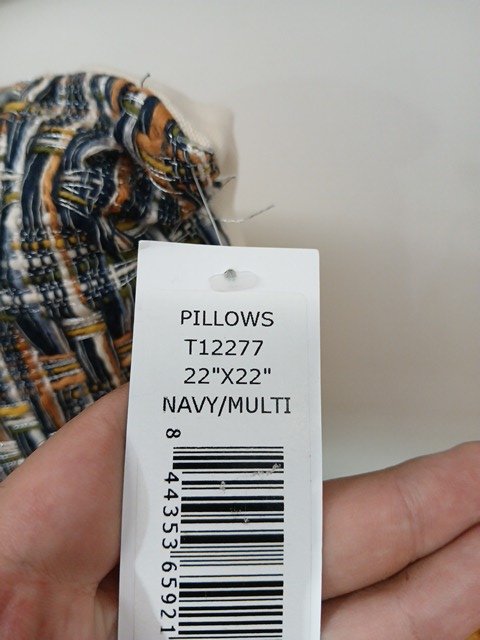 PILLOWS
T12277
22"X22"
NAVY/MULTI
8 44353 65921